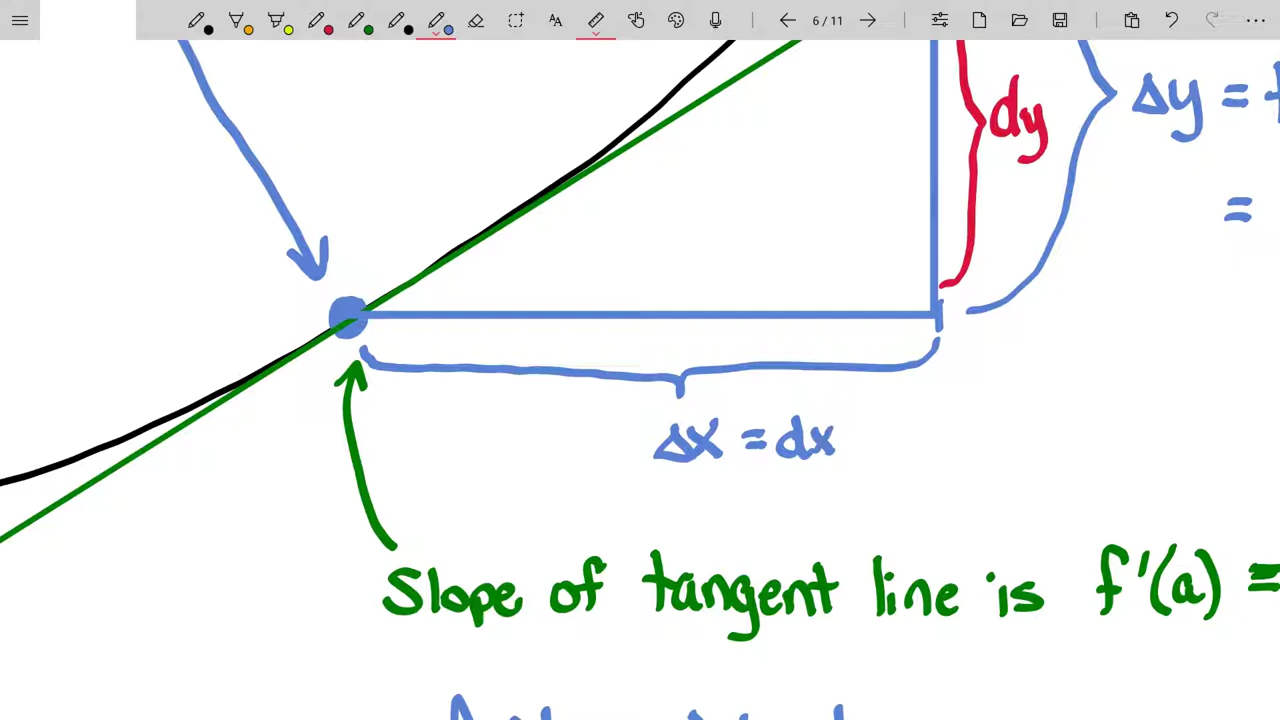 6 / 11
dy
Δy = f
=
Δx = dx
Slope of tangent line is f'(a) =